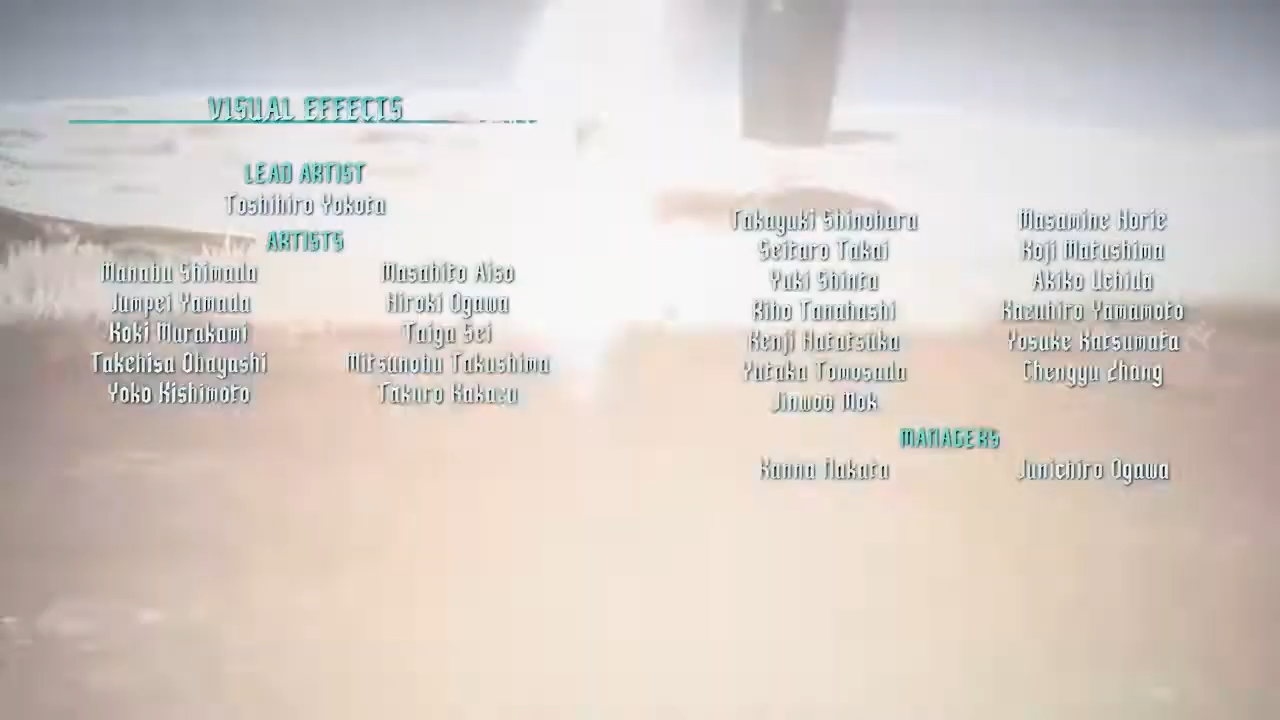 VISUAL EFFECTS
LEAD ARTIST
Toshihiro Yokota
ARTISTS
Manabu Shimada Masahito Aiso
Jumpei Yamada Hiroki Ogawa
Koki Murakami Taiga Sei
Takehisa Obayashi Mitsunobu Takushima
Yoko Kishimoto Takuro Kakazu
Takayuki Shinohara Masamine Horie
Seitaro Takai Koji Matushima
Yuki Shinta Akiko Uchida
Riho Tanahashi Kazuhiro Yamamoto
Kenji Hatatsuka Yosuke Katsumata
Yutaka Tomosada Chengyu Zhang
Jinwoo Mok
MANAGERS
Kanna Nakata Junichiro Ogawa